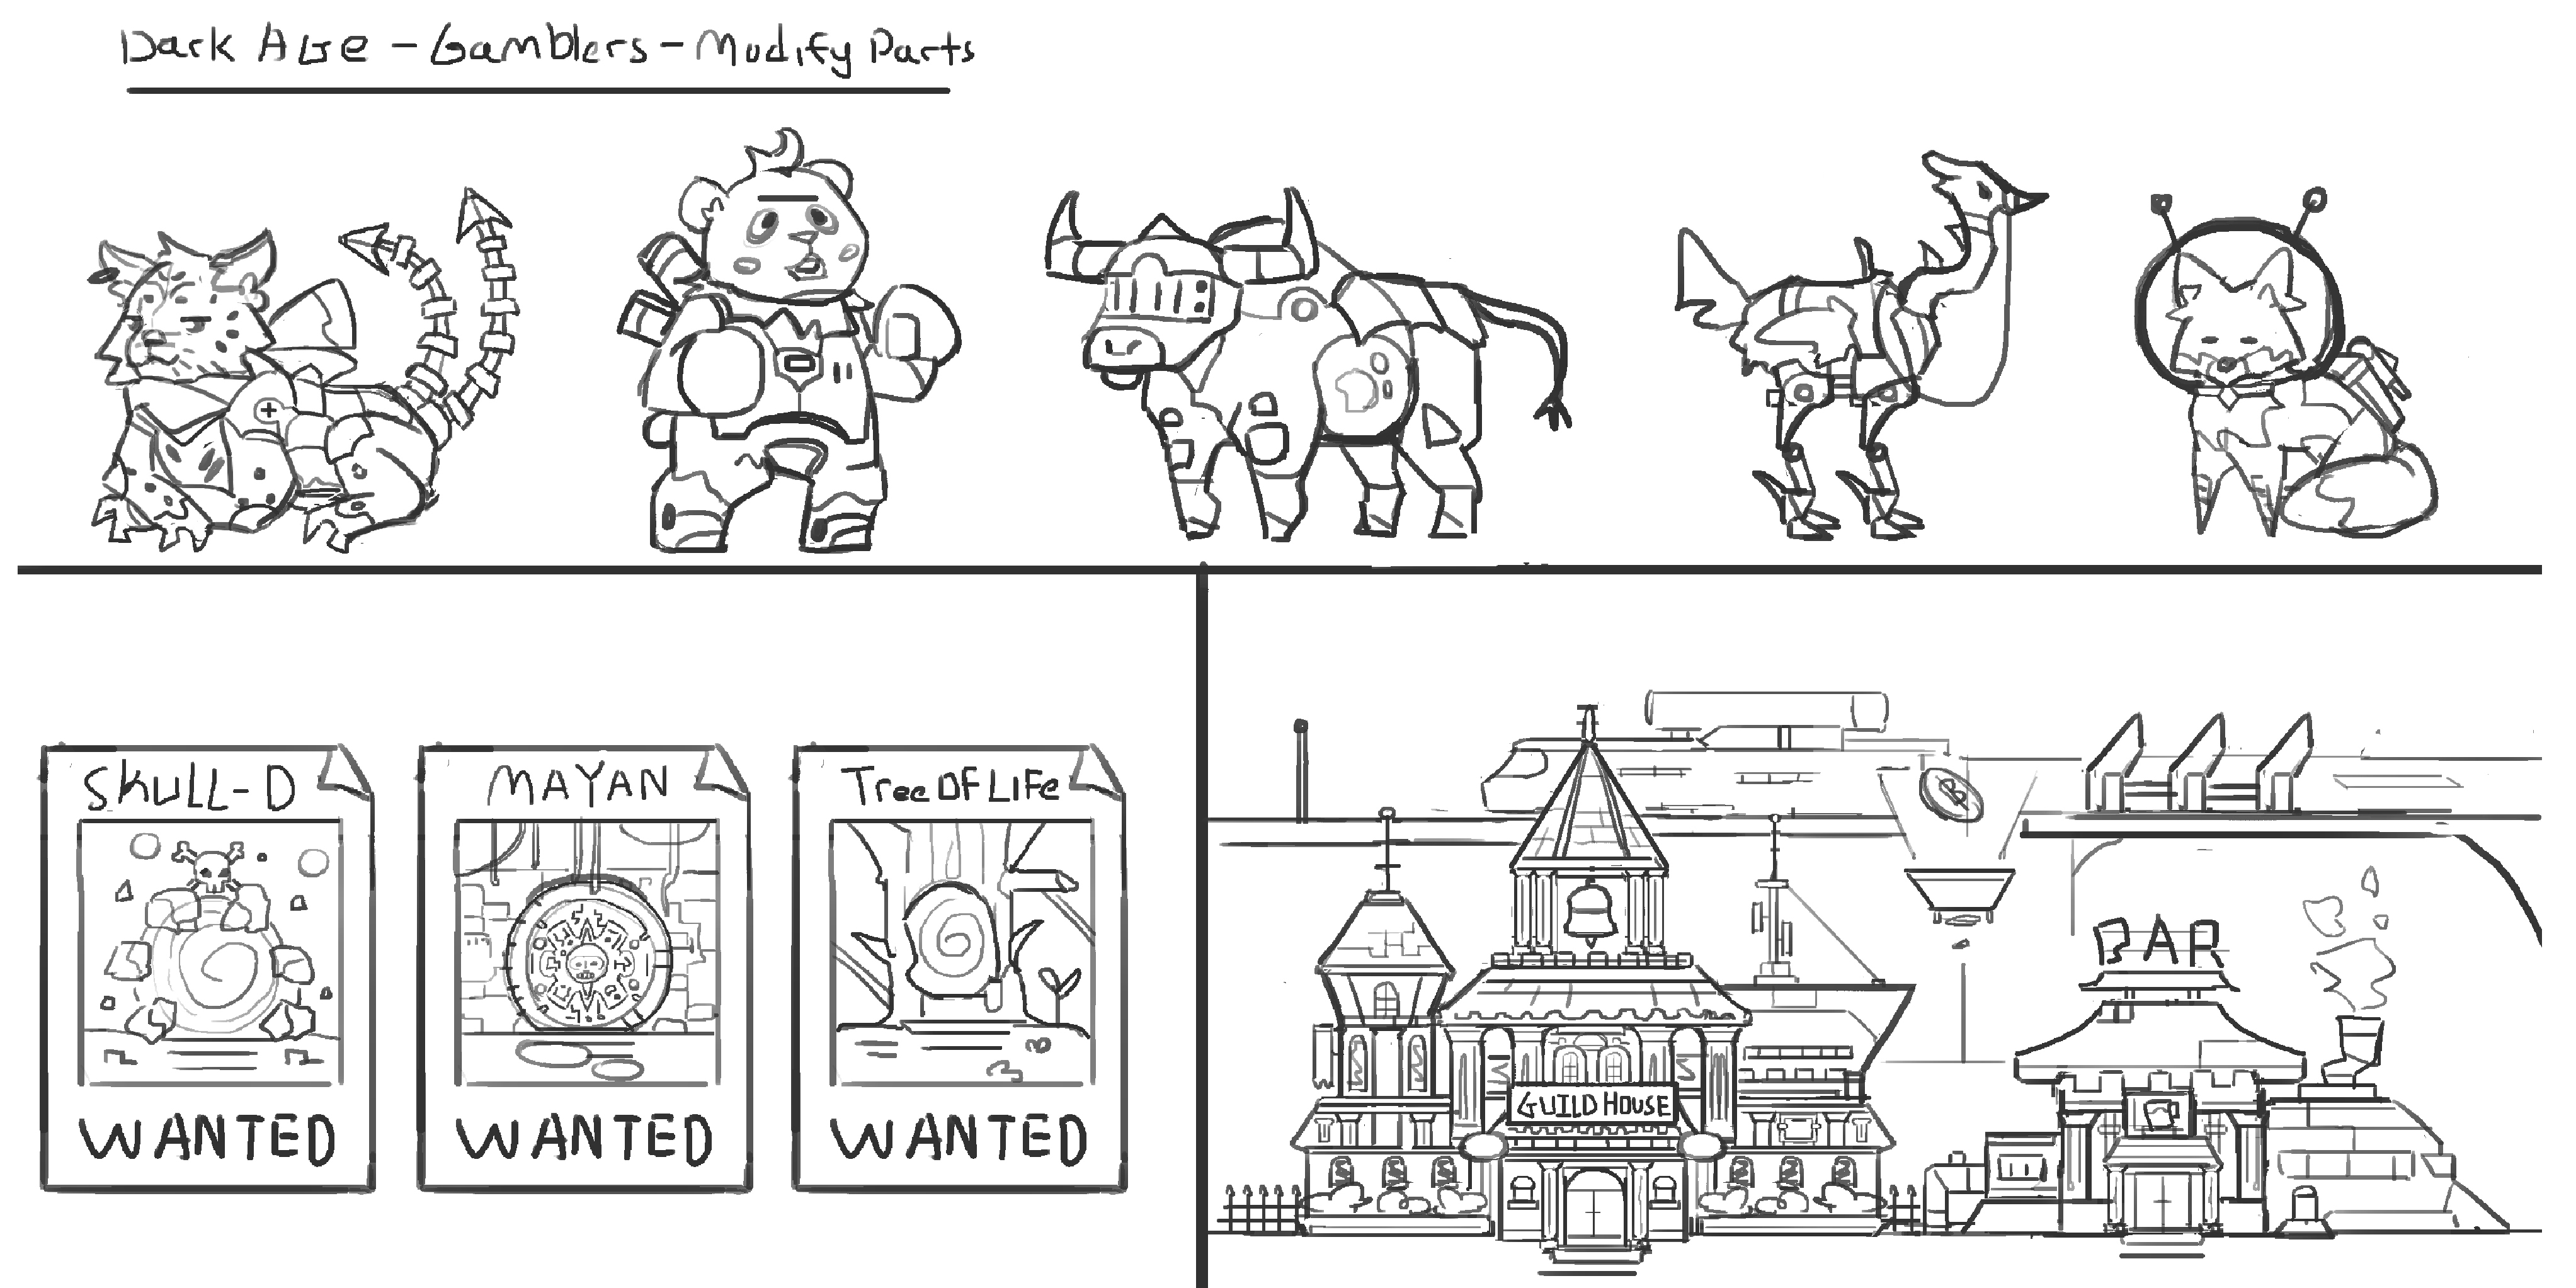 Dark Age - Gamblers - Modify Parts
SKULL-D
WANTED
MAYAN
WANTED
Tree OF LIFe
WANTED
B
BAR
GUILD HOUSE